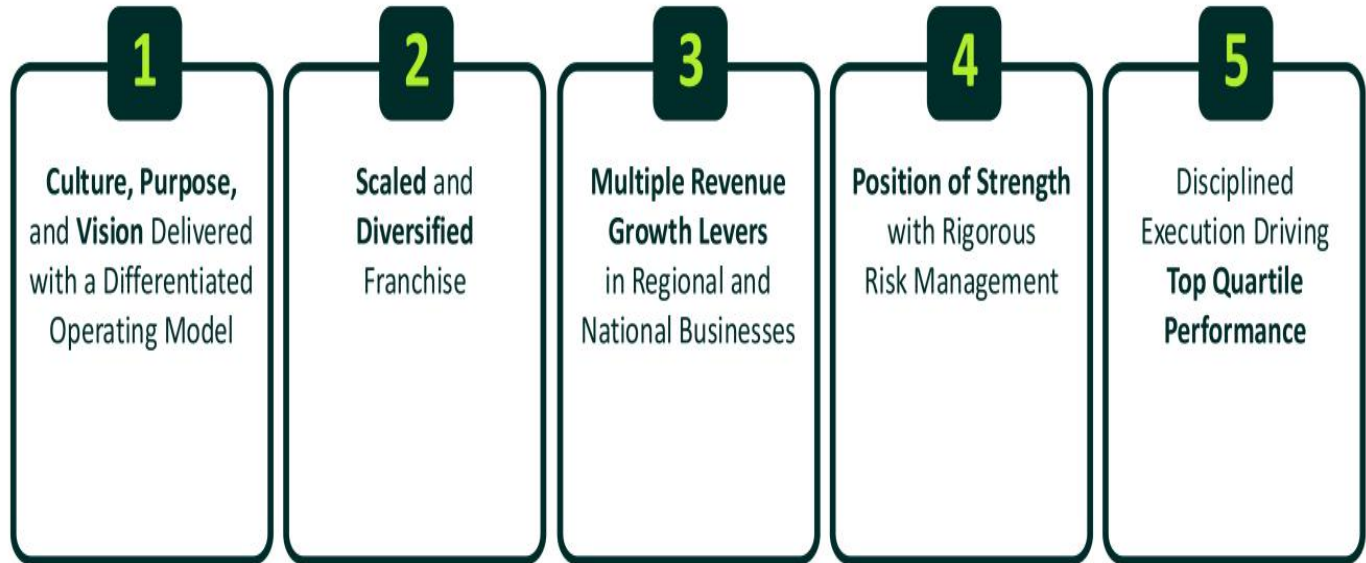 1
Culture, Purpose,
and Vision Delivered
with a Differentiated
Operating Model
2
Scaled and
Diversified
Franchise
3
Multiple Revenue
Growth Levers
in Regional and
National Businesses
4
Position of Strength
with Rigorous
Risk Management
5
Disciplined
Execution Driving
Top Quartile
Performance